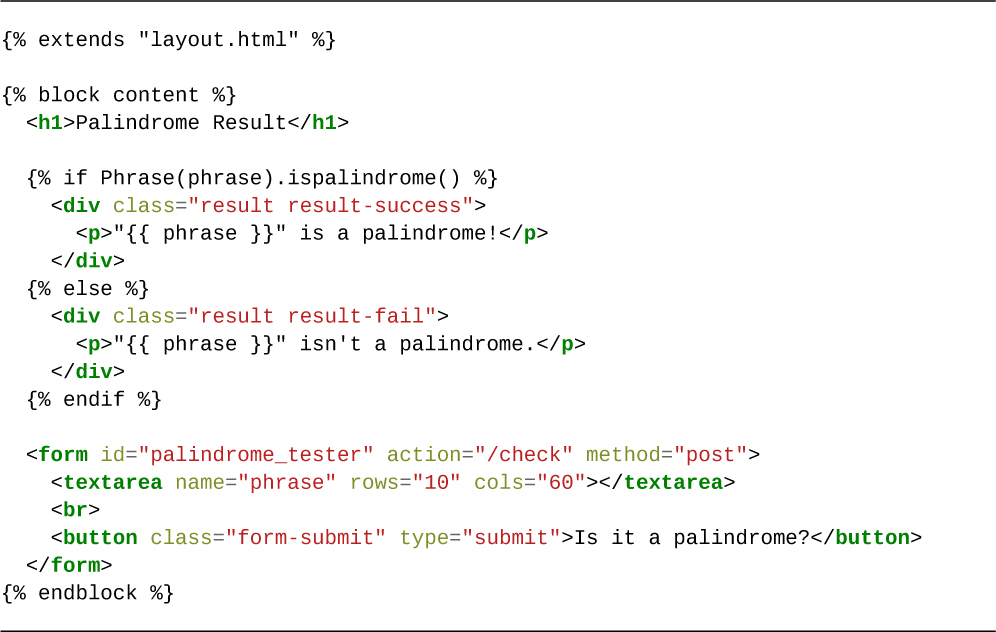 {% extends "layout.html" %}

{% block content %}
  <h1>Palindrome Result</h1>

  {% if Phrase(phrase).ispalindrome() %}
    <div class="result result-success">
      <p>"{{ phrase }}" is a palindrome!</p>
    </div>
  {% else %}
    <div class="result result-fail">
      <p>"{{ phrase }}" isn't a palindrome.</p>
    </div>
  {% endif %}

  <form id="palindrome_tester" action="/check" method="post">
    <textarea name="phrase" rows="10" cols="60"></textarea>
    <br>
    <button class="form-submit" type="submit">Is it a palindrome?</button>
  </form>
{% endblock %}